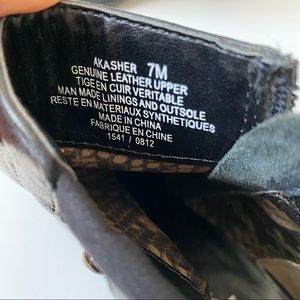 AKASHER 7M
GENUINE LEATHER UPPER
TIGE EN CUIR VERITABLE
MAN MADE LININGS AND OUTSOLE
RESTE EN MATERIAUX SYNTHETIQUES
MADE IN CHINA
FABRIQUE EN CHINE
1541 / 0812